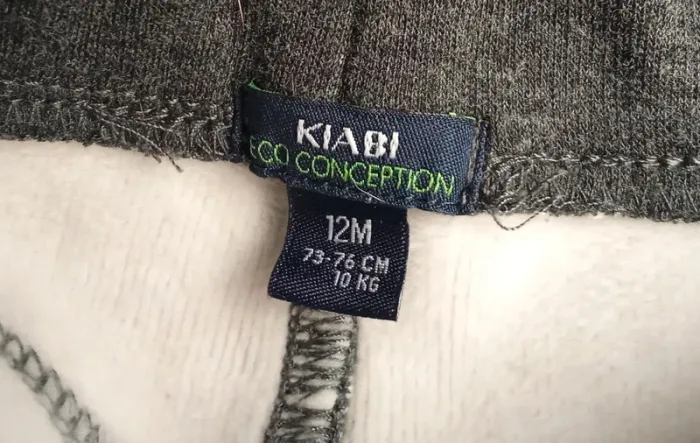 KIABI
ECO CONCEPTION
12M
73-76 CM
10 KG